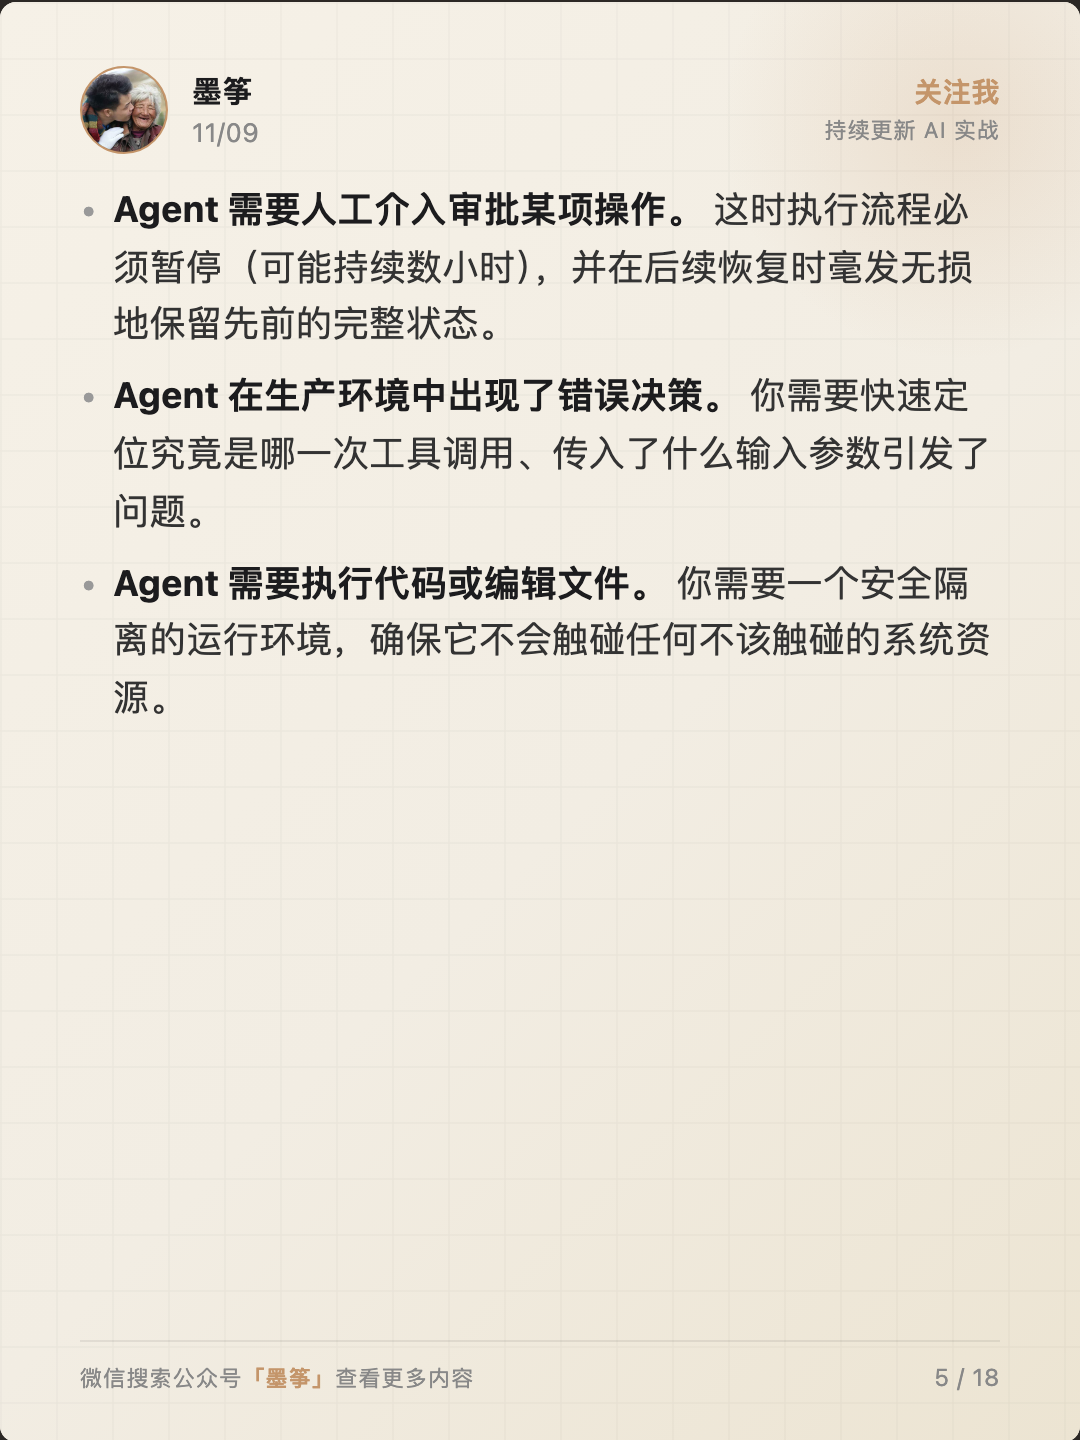 墨筝
11/09
关注我
持续更新 AI 实战
• Agent 需要人工介入审批某项操作。 这时执行流程必
须暂停（可能持续数小时），并在后续恢复时毫发无损
地保留先前的完整状态。
• Agent 在生产环境中出现了错误决策。 你需要快速定
位究竟是哪一次工具调用、传入了什么输入参数引发了
问题。
• Agent 需要执行代码或编辑文件。 你需要一个安全隔
离的运行环境，确保它不会触碰任何不该触碰的系统资
源。
微信搜索公众号「墨筝」查看更多内容
5 / 18